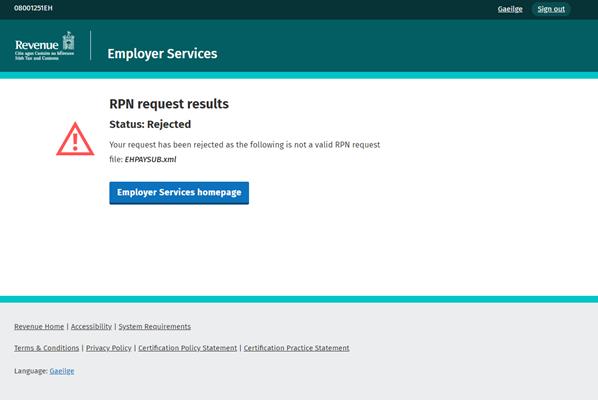 08001251EH
Gaeilge
Sign out
Revenue
Cáin agus Custaim na hÉireann
Irish Tax and Customs
Employer Services
RPN request results
Status: Rejected
Your request has been rejected as the following is not a valid RPN request
file: EHPAYSUB.xml
Employer Services homepage
Revenue Home | Accessibility | System Requirements
Terms & Conditions | Privacy Policy | Certification Policy Statement | Certification Practice Statement
Language: Gaeilge